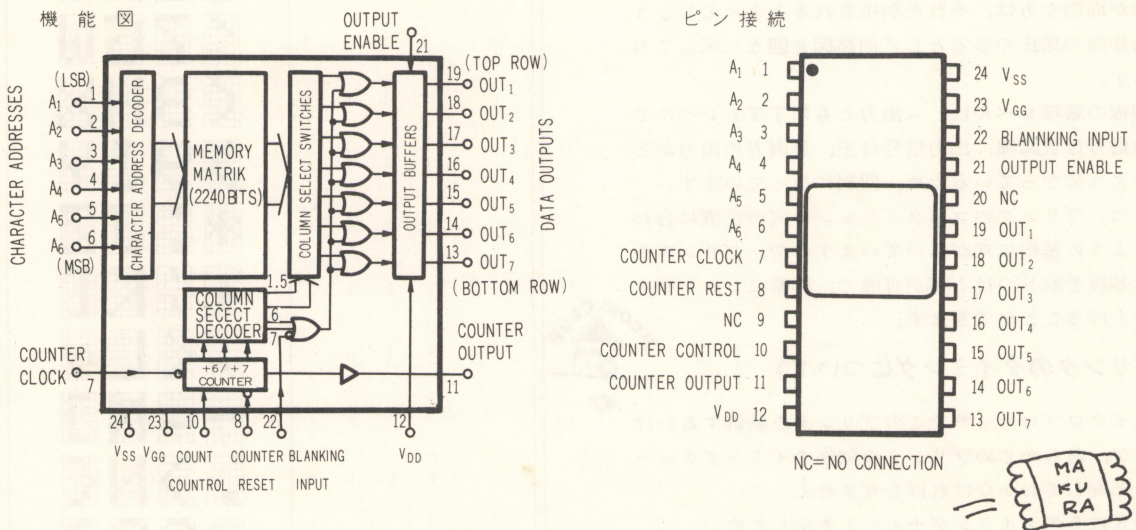 機能図
OUTPUT
ENABLE
21
CHARACTER ADDRESSES
(LSB)
A1 1
A2 2
A3 3
A4 4
A5 5
A6 6
(MSB)
CHARACTER ADDRESS DECODER
MEMORY
MATRIK
(2240 BITS)
COLUMN SELECT SWITCHES
OUTPUT BUFFERS
19 (TOP ROW)
OUT1
18 OUT2
17 OUT3
16 OUT4
15 OUT5
14 OUT6
13 OUT7
(BOTTOM ROW)
DATA OUTPUTS
1.5
COLUMN
SECECT
DECOOER
6
7
COUNTER
CLOCK
7
+6/+7
COUNTER
COUNTER
OUTPUT
11
24 23 10 8 22 12
VSS VGG COUNT COUNTER BLANKING VDD
COUNTROL RESET INPUT
ピン接続
A1 1
A2 2
A3 3
A4 4
A5 5
A6 6
COUNTER CLOCK 7
COUNTER REST 8
NC 9
COUNTER CONTROL 10
COUNTER OUTPUT 11
VDD 12
24 VSS
23 VGG
22 BLANNKING INPUT
21 OUTPUT ENABLE
20 NC
19 OUT1
18 OUT2
17 OUT3
16 OUT4
15 OUT5
14 OUT6
13 OUT7
NC=NO CONNECTION
MA
KU
RA